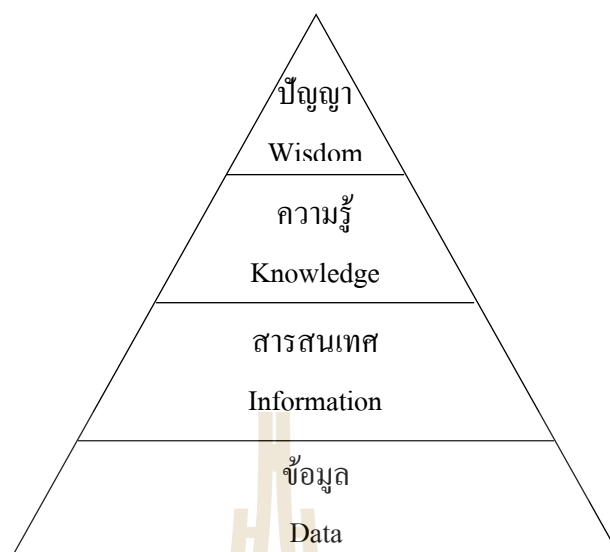 ปัญญา
Wisdom
ความรู้
Knowledge
สารสนเทศ
Information
ข้อมูล
Data